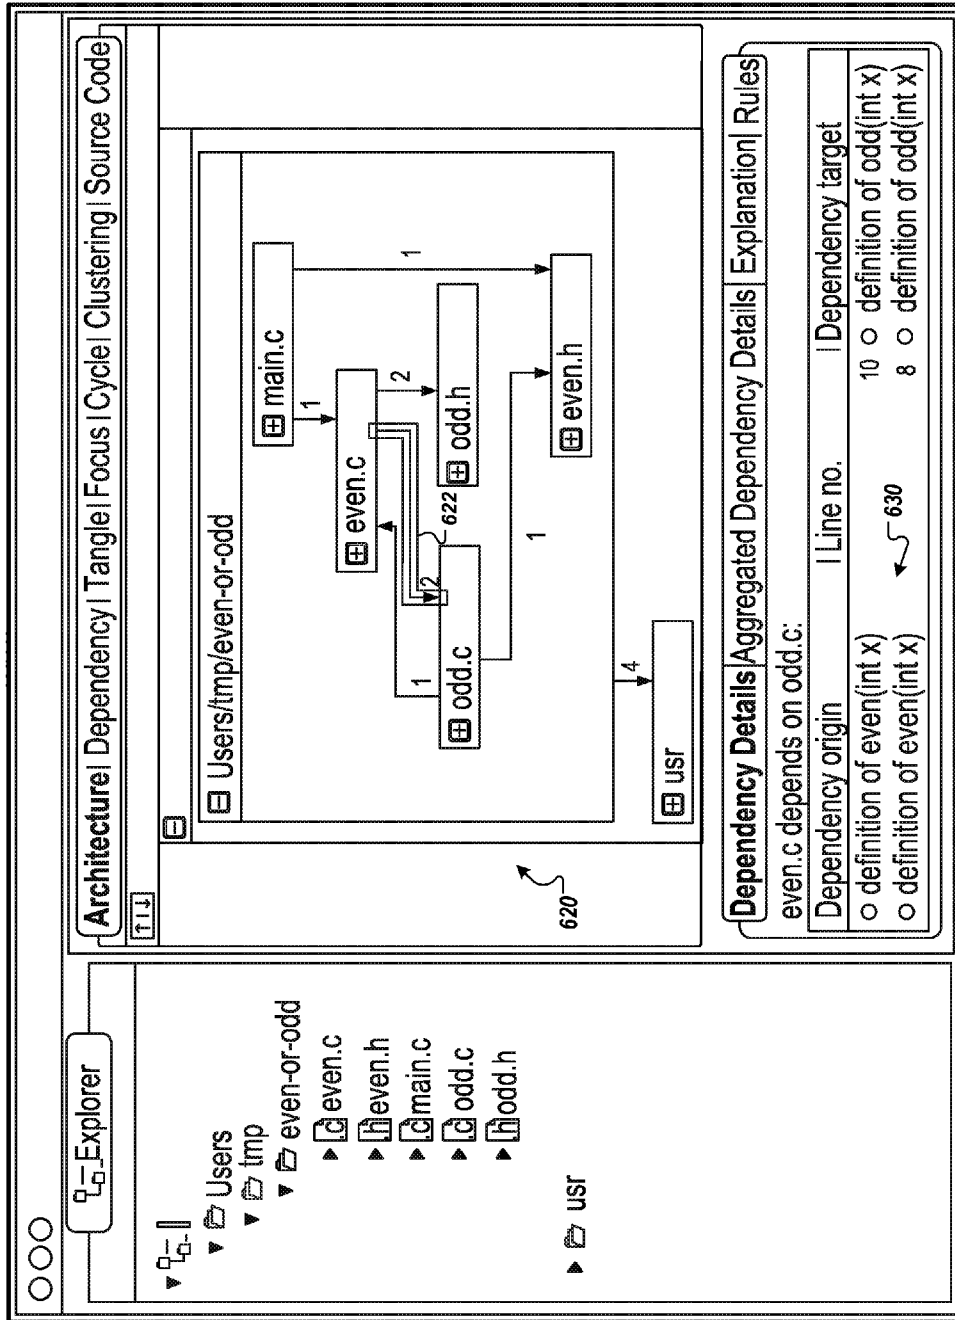 Explorer
Users
tmp
even-or-odd
even.c
even.h
main.c
odd.c
odd.h
usr
Architecture| Dependency| Tangle| Focus| Cycle| Clustering| Source Code
Users/tmp/even-or-odd
main.c
1
1
even.c
2
odd.h
622
2
1
odd.c
1
even.h
4
usr
620
Dependency Details| Aggregated Dependency Details| Explanation| Rules
even.c depends on odd.c:
Dependency origin | Line no. | Dependency target
definition of even(int x) 10 definition of odd(int x)
definition of even(int x) 8 definition of odd(int x)
630